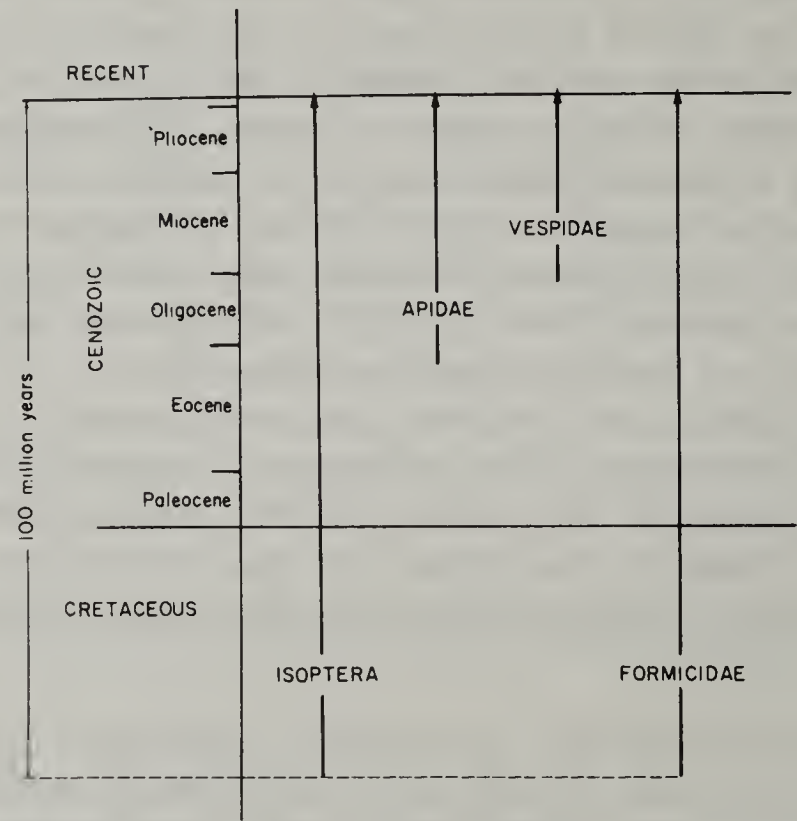 RECENT
Pliocene
Miocene
VESPIDAE
CENOZOIC
Oligocene
APIDAE
Eocene
100 million years
Paleocene
CRETACEOUS
ISOPTERA
FORMICIDAE